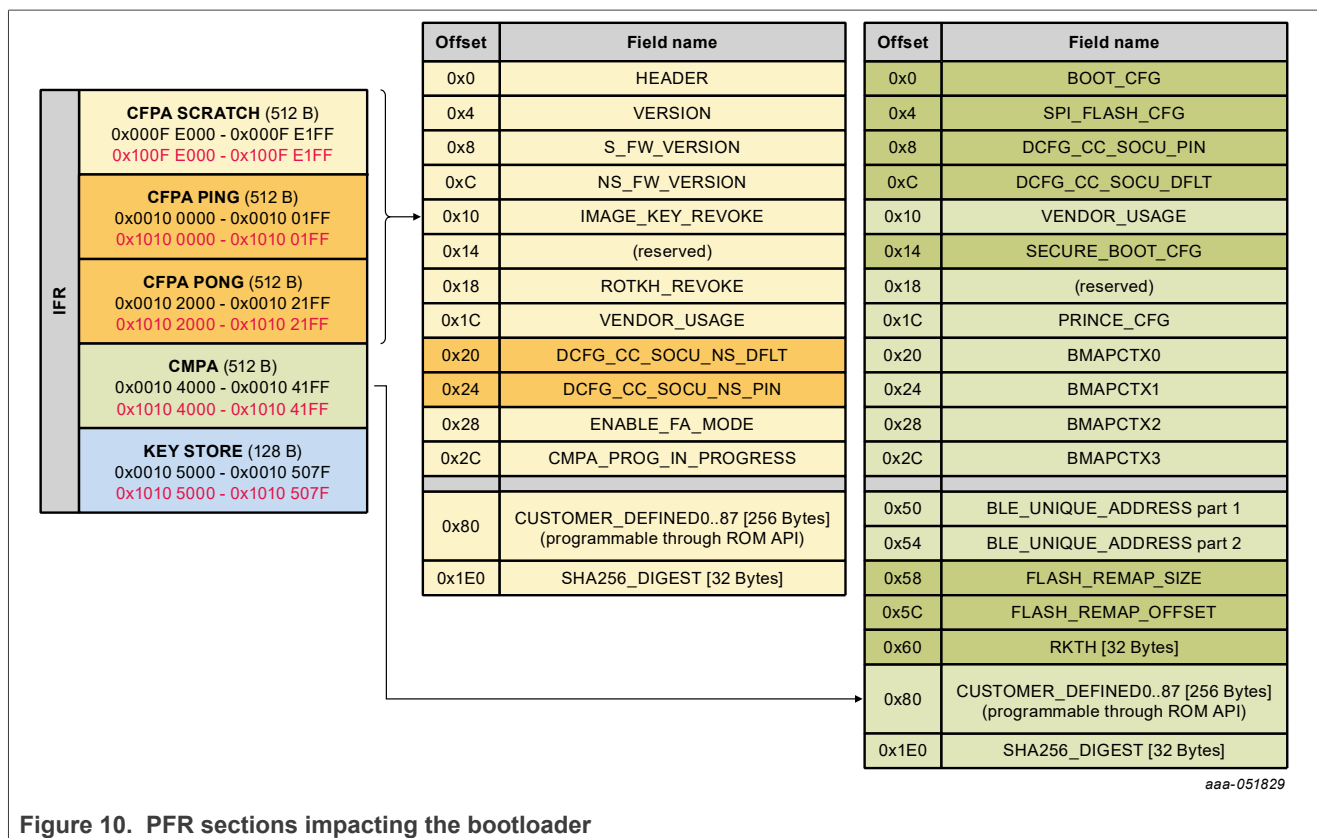 IFR
CFPA SCRATCH (512 B)
0x000F E000 - 0x000F E1FF
0x100F E000 - 0x100F E1FF
CFPA PING (512 B)
0x0010 0000 - 0x0010 01FF
0x1010 0000 - 0x1010 01FF
CFPA PONG (512 B)
0x0010 2000 - 0x0010 21FF
0x1010 2000 - 0x1010 21FF
CMPA (512 B)
0x0010 4000 - 0x0010 41FF
0x1010 4000 - 0x1010 41FF
KEY STORE (128 B)
0x0010 5000 - 0x0010 507F
0x1010 5000 - 0x1010 507F
Offset Field name
0x0 HEADER
0x4 VERSION
0x8 S_FW_VERSION
0xC NS_FW_VERSION
0x10 IMAGE_KEY_REVOKE
0x14 (reserved)
0x18 ROTKH_REVOKE
0x1C VENDOR_USAGE
0x20 DCFG_CC_SOCU_NS_DFLT
0x24 DCFG_CC_SOCU_NS_PIN
0x28 ENABLE_FA_MODE
0x2C CMPA_PROG_IN_PROGRESS
0x80 CUSTOMER_DEFINED0..87 [256 Bytes]
(programmable through ROM API)
0x1E0 SHA256_DIGEST [32 Bytes]
Offset Field name
0x0 BOOT_CFG
0x4 SPI_FLASH_CFG
0x8 DCFG_CC_SOCU_PIN
0xC DCFG_CC_SOCU_DFLT
0x10 VENDOR_USAGE
0x14 SECURE_BOOT_CFG
0x18 (reserved)
0x1C PRINCE_CFG
0x20 BMAPCTX0
0x24 BMAPCTX1
0x28 BMAPCTX2
0x2C BMAPCTX3
0x50 BLE_UNIQUE_ADDRESS part 1
0x54 BLE_UNIQUE_ADDRESS part 2
0x58 FLASH_REMAP_SIZE
0x5C FLASH_REMAP_OFFSET
0x60 RKTH [32 Bytes]
0x80 CUSTOMER_DEFINED0..87 [256 Bytes]
(programmable through ROM API)
0x1E0 SHA256_DIGEST [32 Bytes]
aaa-051829
Figure 10. PFR sections impacting the bootloader